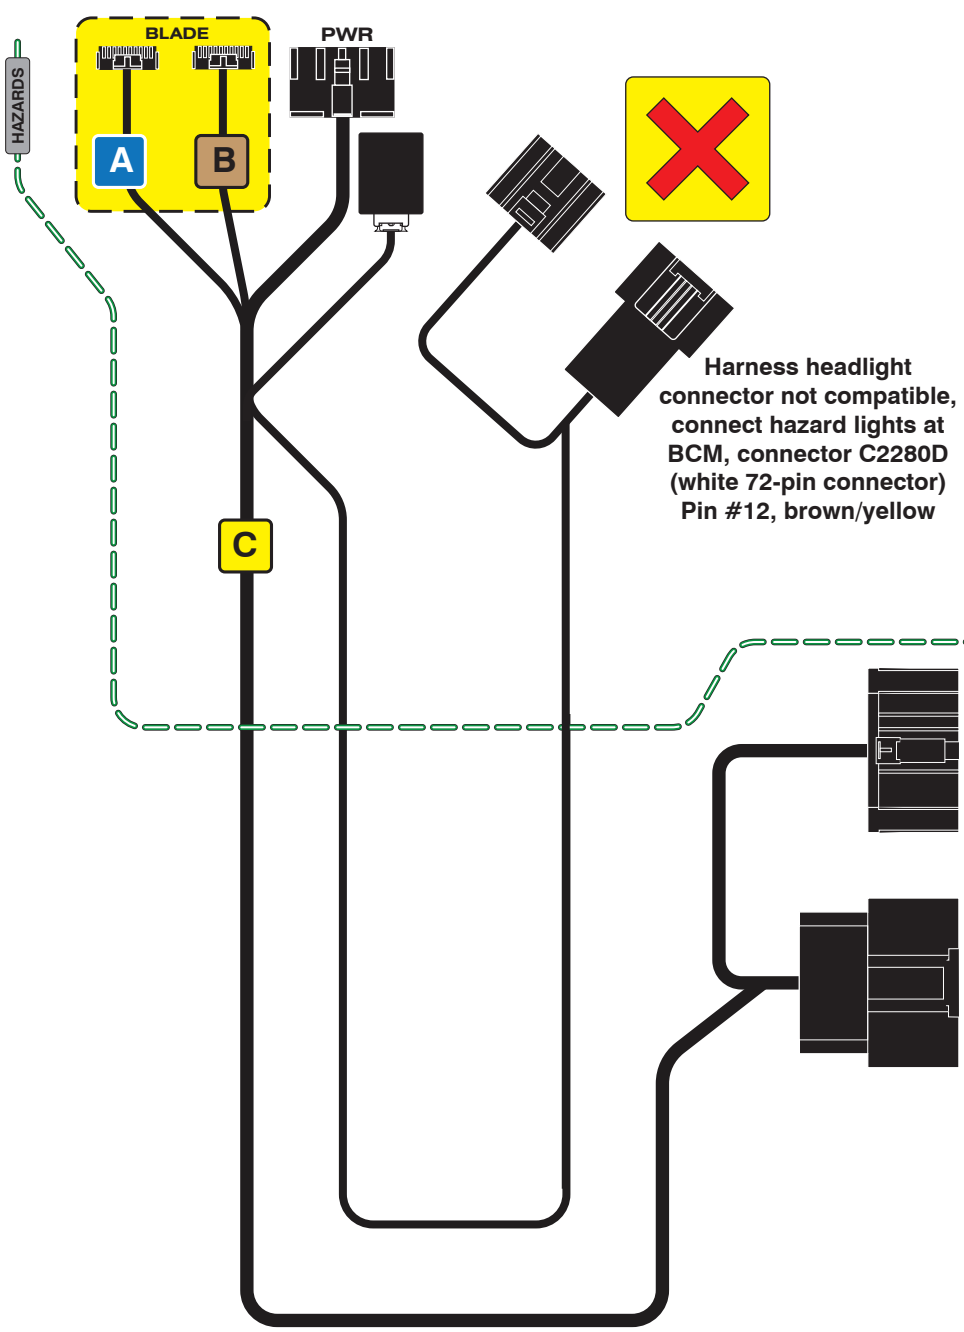 HAZARDS
BLADE
PWR
A
B
Harness headlight
connector not compatible,
connect hazard lights at
BCM, connector C2280D
(white 72-pin connector)
Pin #12, brown/yellow
C